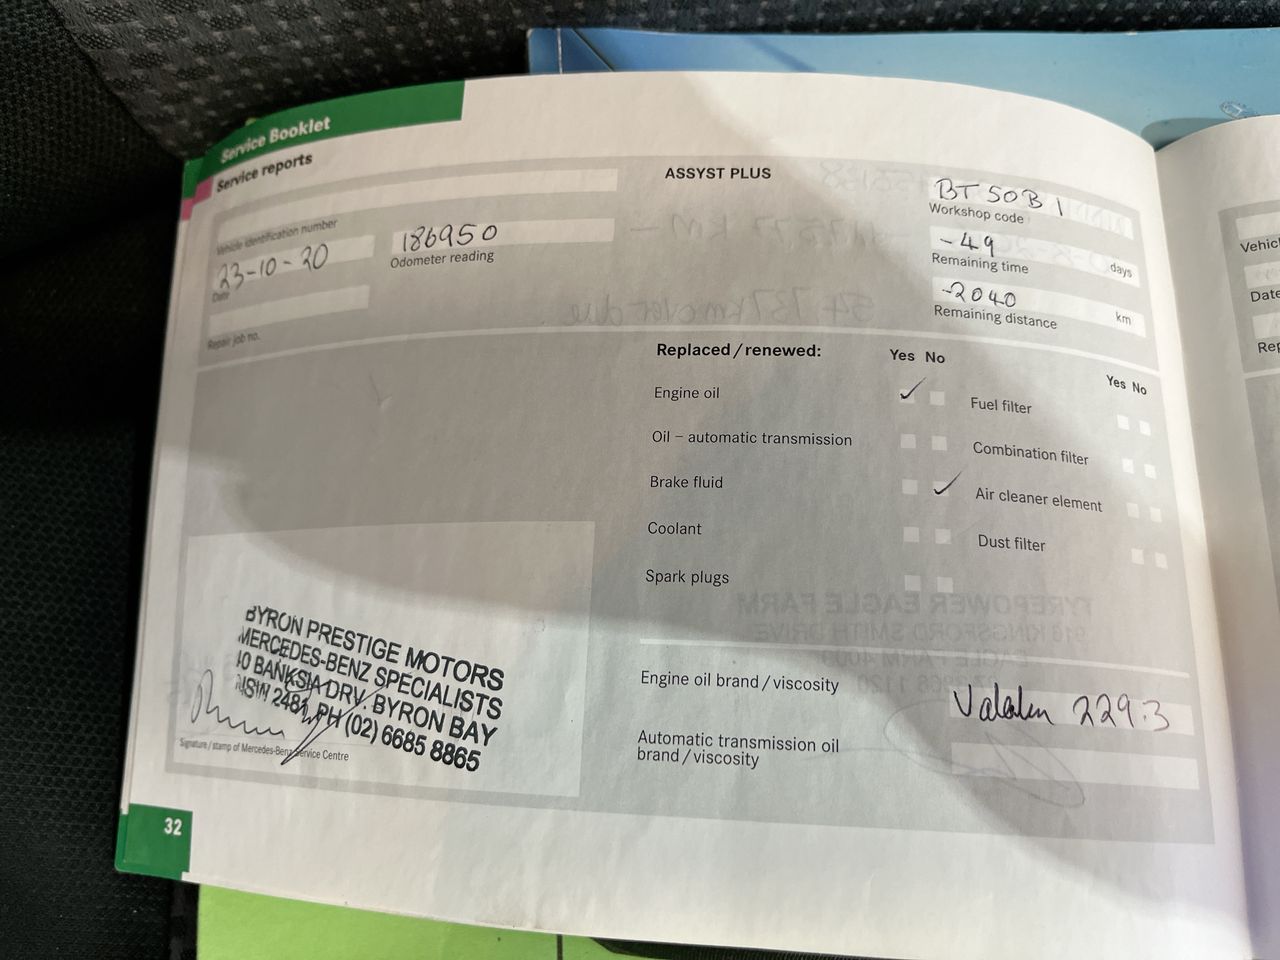 Service Booklet
Service reports
Vehicle identification number
23-10-20
Date
186950
Odometer reading
Repair job no.
ASSYST PLUS
Workshop code
-49
days
Remaining time
-2040
km
Remaining distance
Replaced/renewed:
Yes No
Engine oil
Oil – automatic transmission
Brake fluid
Coolant
Spark plugs
Yes No
Fuel filter
Combination filter
Air cleaner element
Dust filter
Engine oil brand/viscosity
229.3
Automatic transmission oil
brand/viscosity
BYRON PRESTIGE MOTORS
MERCEDES-BENZ SPECIALISTS
10 BANKSIA DRV. BYRON BAY
NSW 2481, PH (02) 6685 8865
Signature/stamp of Mercedes-Benz Service Centre
32
Date